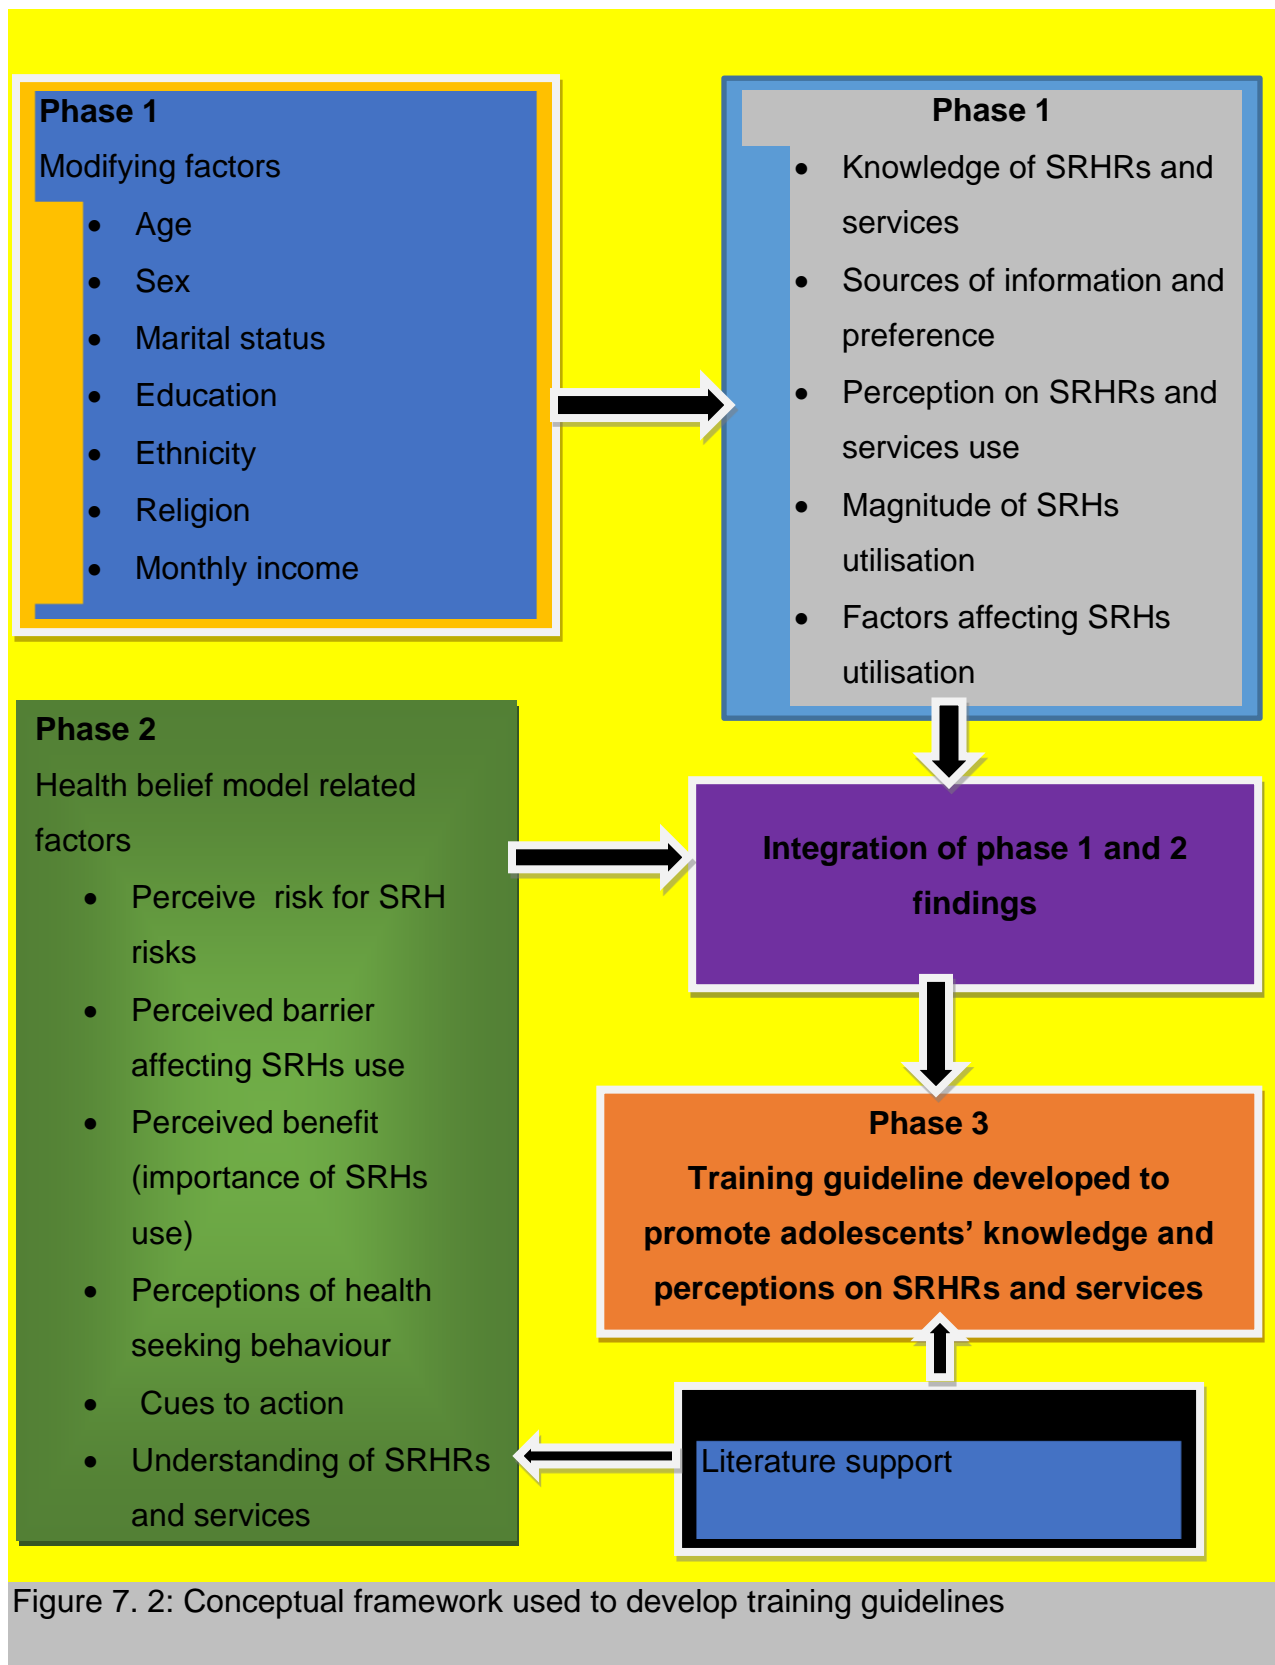 Phase 1
Modifying factors
• Age
• Sex
• Marital status
• Education
• Ethnicity
• Religion
• Monthly income
Phase 1
• Knowledge of SRHRs and
services
• Sources of information and
preference
• Perception on SRHRs and
services use
• Magnitude of SRHs
utilisation
• Factors affecting SRHs
utilisation
Phase 2
Health belief model related
factors
• Perceive risk for SRH
risks
• Perceived barrier
affecting SRHs use
• Perceived benefit
(importance of SRHs
use)
• Perceptions of health
seeking behaviour
• Cues to action
• Understanding of SRHRs
and services
Integration of phase 1 and 2
findings
Phase 3
Training guideline developed to
promote adolescents’ knowledge and
perceptions on SRHRs and services
Literature support
Figure 7. 2: Conceptual framework used to develop training guidelines